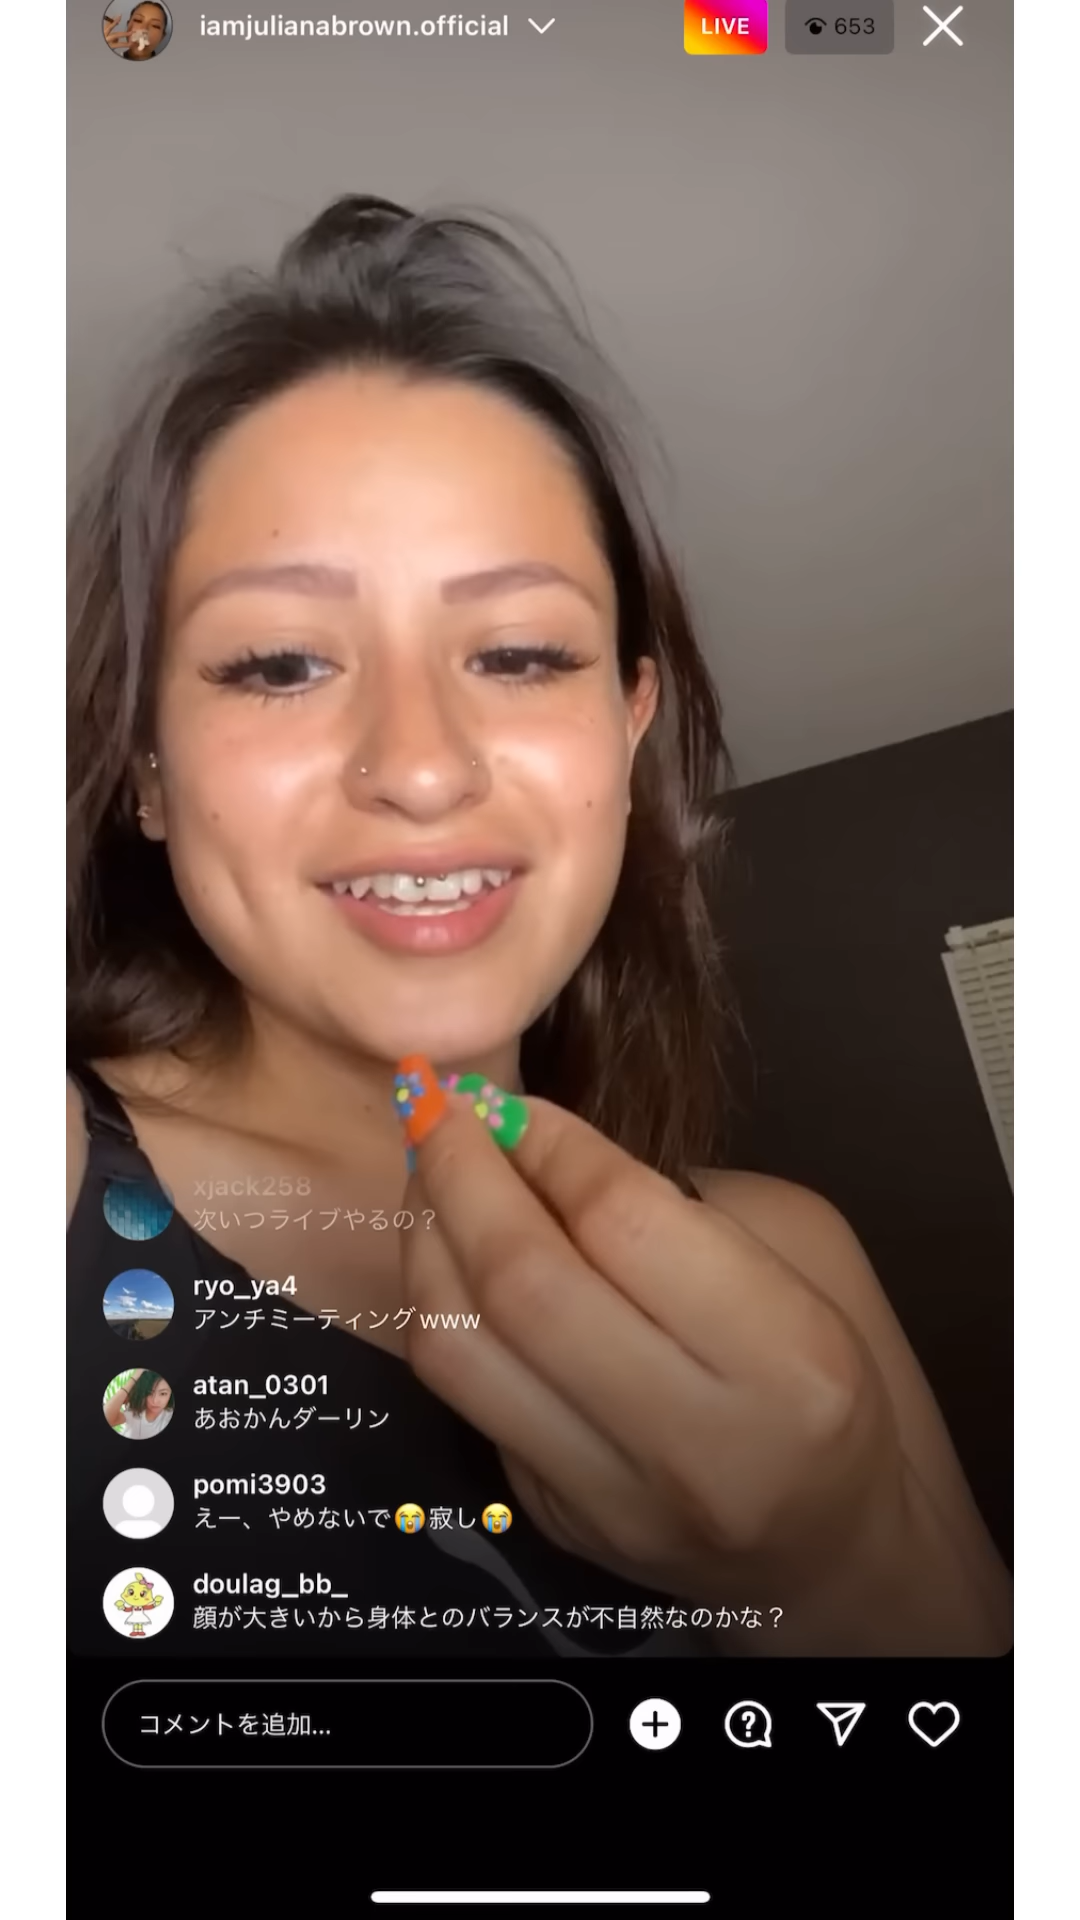 iamjulianabrown.official
LIVE
653
xjack258
次いつライブやるの？
ryo_ya4
アンチミーティングwww
atan_0301
あおかんダーリン
pomi3903
えー、やめないで😭寂し😭
doulag_bb_
顔が大きいから身体とのバランスが不自然なのかな？
コメントを追加...